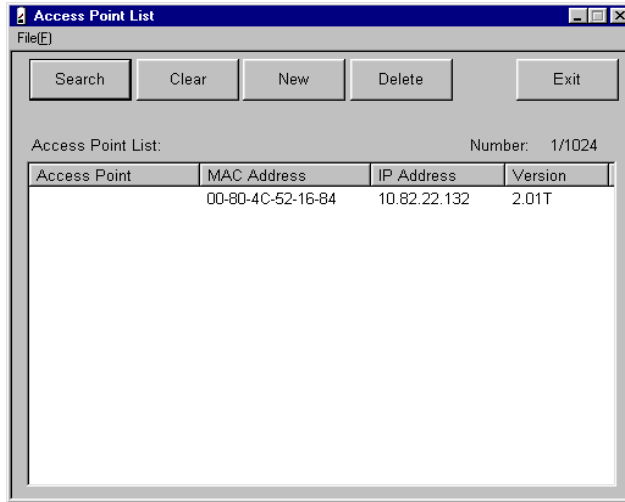 Access Point List
File(F)
Search Clear New Delete Exit
Access Point List: Number: 1/1024
Access Point MAC Address IP Address Version
00-80-4C-52-16-84 10.82.22.132 2.01T